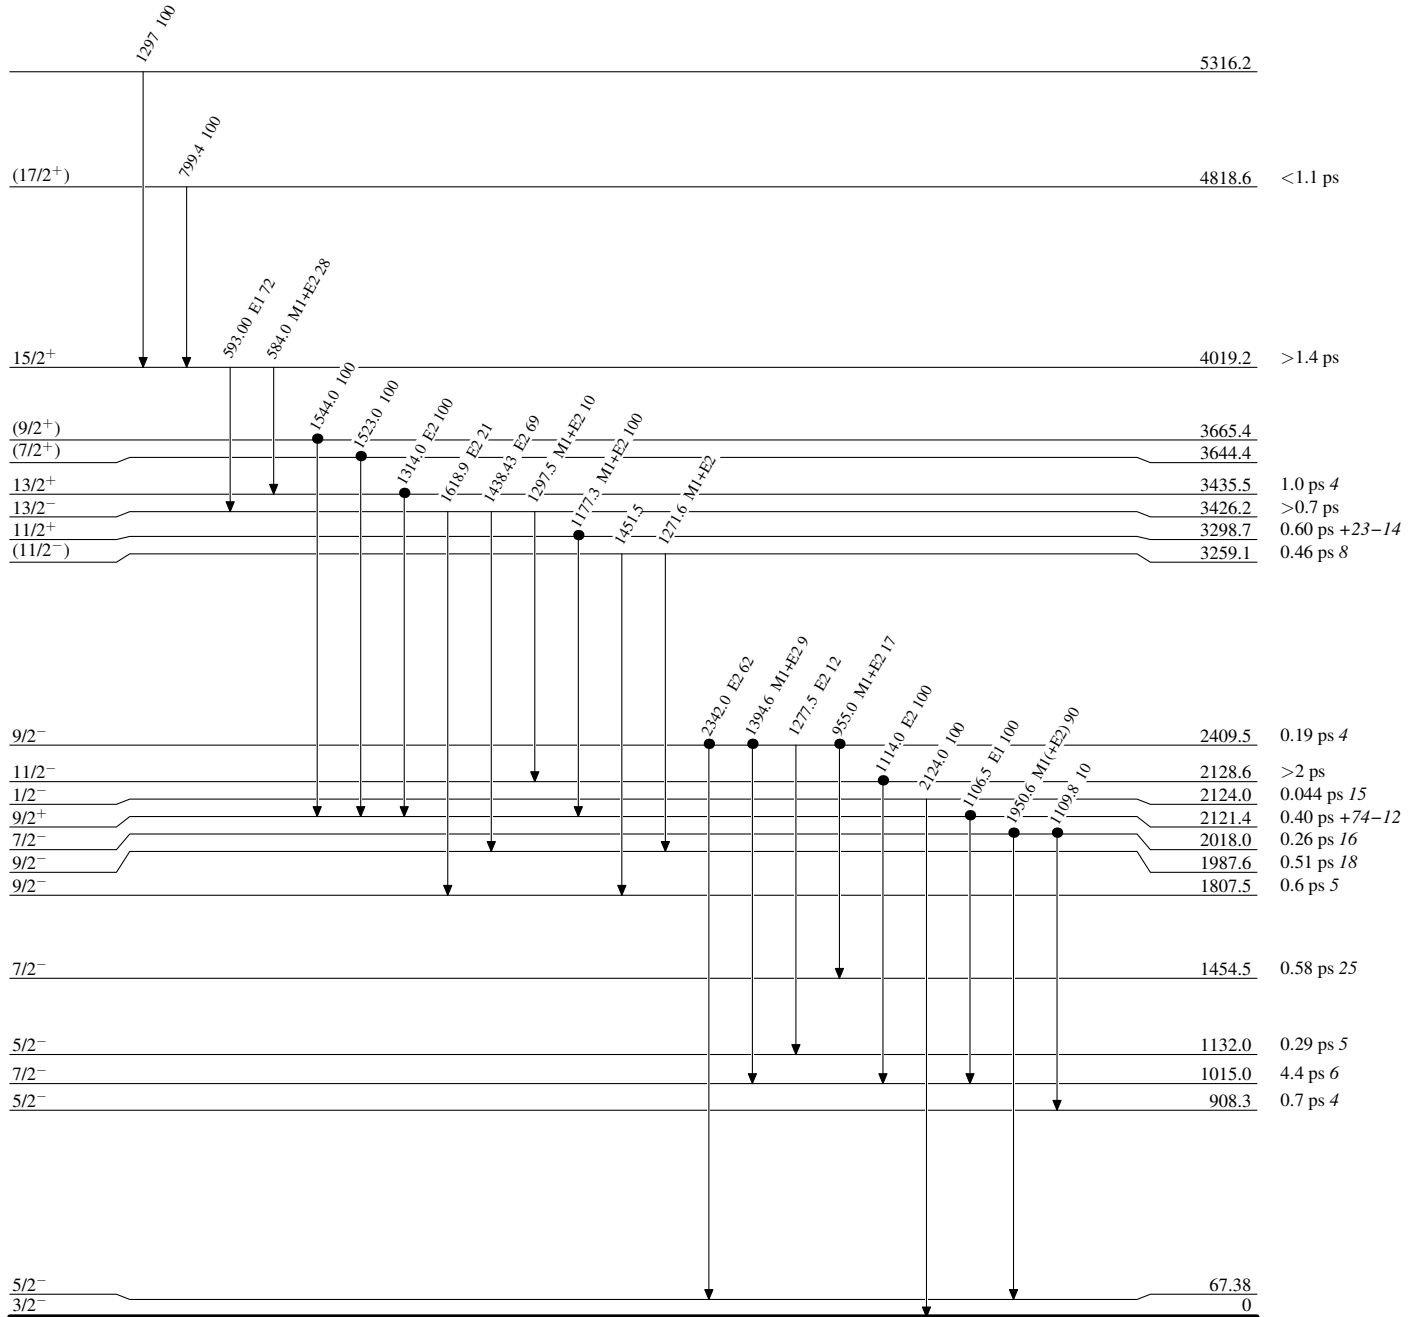 1297 100
5316.2
799.4 100
(17/2+) 4818.6 <1.1 ps
593.00 E1 72
584.0 M1+E2 28
15/2+ 4019.2 >1.4 ps
1544.0 100
1523.0 100
1314.0 E2 100
1618.9 E2 21
1438.43 E2 69
1297.5 M1+E2 10
1177.3 M1+E2 100
1451.5
1271.6 M1+E2
(9/2+) 3665.4
(7/2+) 3644.4
13/2+ 3435.5 1.0 ps 4
13/2− 3426.2 >0.7 ps
11/2+ 3298.7 0.60 ps +23−14
(11/2−) 3259.1 0.46 ps 8
2342.0 E2 62
1394.6 M1+E2 9
1277.5 E2 12
955.0 M1+E2 17
1114.0 E2 100
2124.0 100
1106.5 E1 100
1950.6 M1(+E2) 90
1109.8 10
9/2− 2409.5 0.19 ps 4
11/2− 2128.6 >2 ps
1/2− 2124.0 0.044 ps 15
9/2+ 2121.4 0.40 ps +74−12
7/2− 2018.0 0.26 ps 16
9/2− 1987.6 0.51 ps 18
9/2− 1807.5 0.6 ps 5
7/2− 1454.5 0.58 ps 25
5/2− 1132.0 0.29 ps 5
7/2− 1015.0 4.4 ps 6
5/2− 908.3 0.7 ps 4
5/2− 67.38
3/2− 0